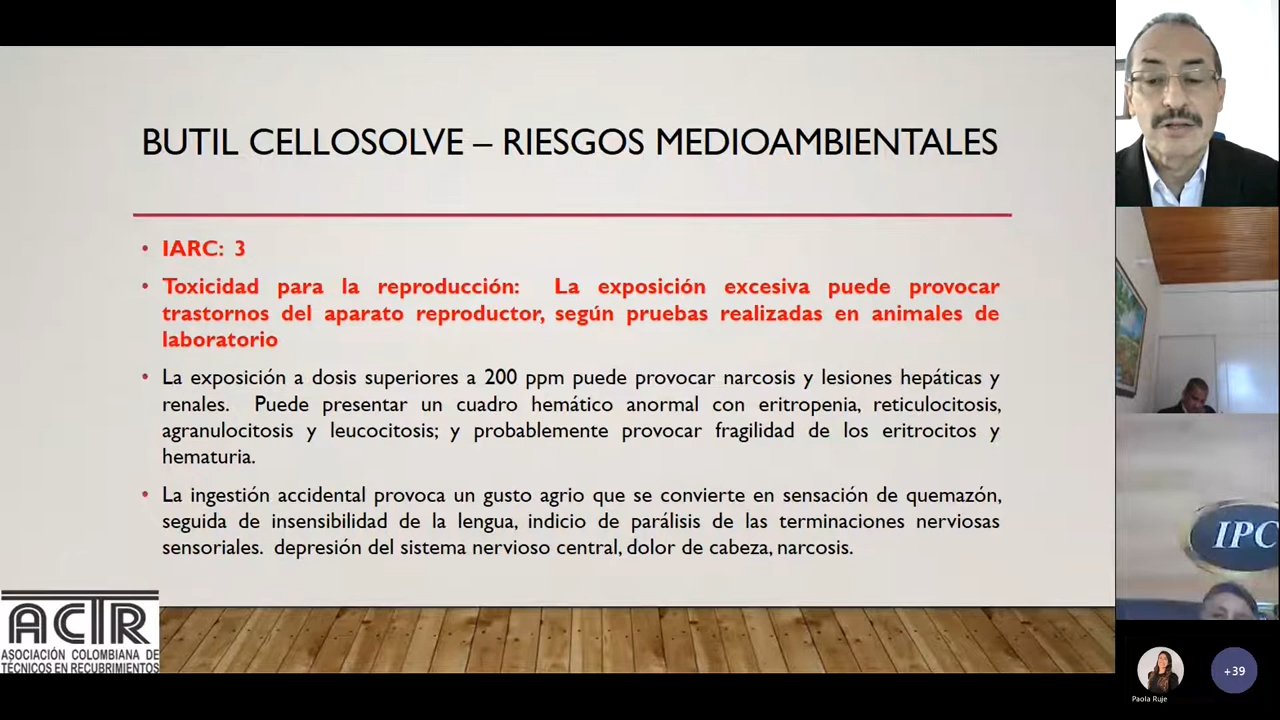 BUTIL CELLOSOLVE – RIESGOS MEDIOAMBIENTALES
• IARC: 3
• Toxicidad para la reproducción: La exposición excesiva puede provocar
trastornos del aparato reproductor, según pruebas realizadas en animales de
laboratorio
• La exposición a dosis superiores a 200 ppm puede provocar narcosis y lesiones hepáticas y
renales. Puede presentar un cuadro hemático anormal con eritropenia, reticulocitosis,
agranulocitosis y leucocitosis; y probablemente provocar fragilidad de los eritrocitos y
hematuria.
• La ingestión accidental provoca un gusto agrio que se convierte en sensación de quemazón,
seguida de insensibilidad de la lengua, indicio de parálisis de las terminaciones nerviosas
sensoriales. depresión del sistema nervioso central, dolor de cabeza, narcosis.
ACTR
ASOCIACIÓN COLOMBIANA DE
TÉCNICOS EN RECUBRIMIENTOS
IPC
Paola Ruje
+39